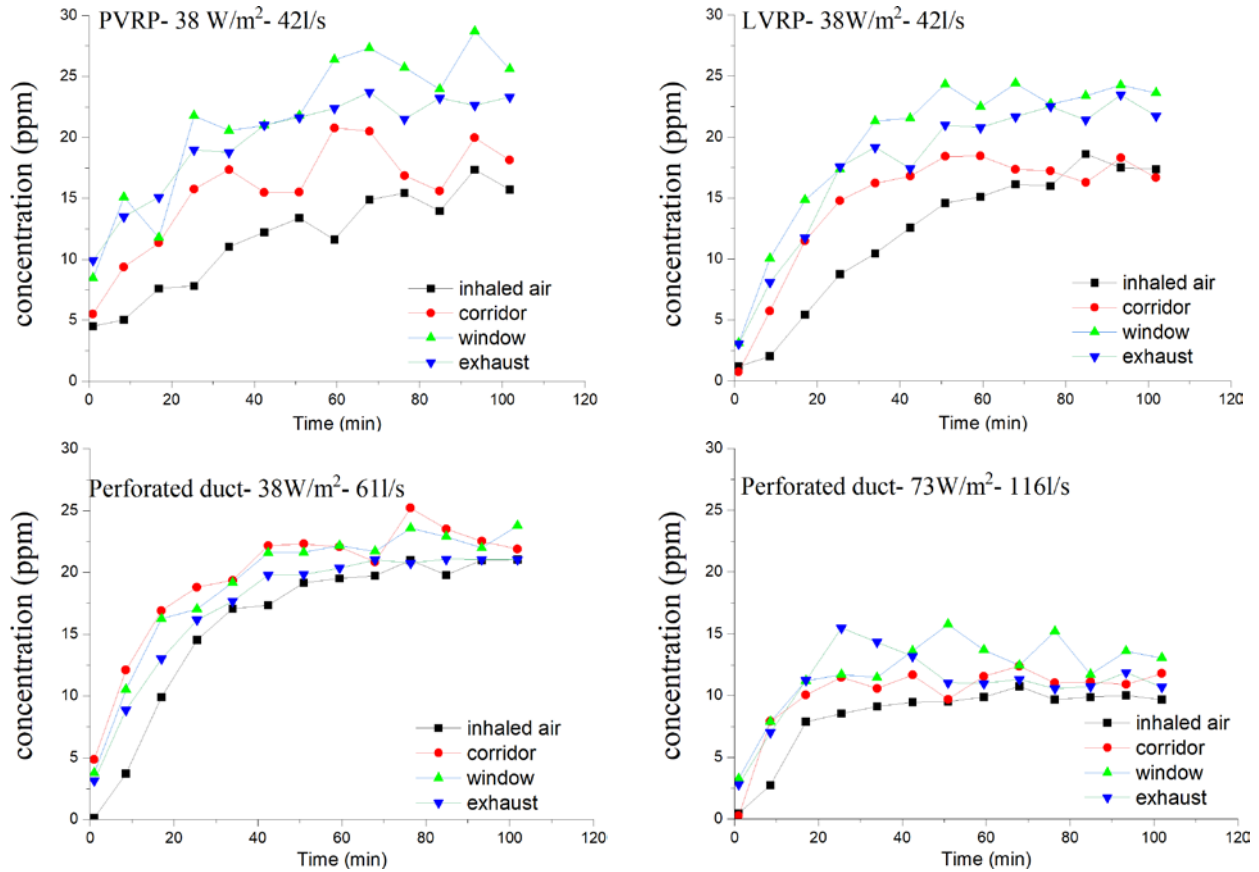 PVRP- 38 W/m²- 42l/s
concentration (ppm)
30
25
20
15
10
5
0
inhaled air
corridor
window
exhaust
0 20 40 60 80 100 120
Time (min)
LVRP- 38W/m²- 42l/s
concentration (ppm)
30
25
20
15
10
5
0
inhaled air
corridor
window
exhaust
0 20 40 60 80 100 120
Time (min)
Perforated duct- 38W/m²- 61l/s
concentration (ppm)
30
25
20
15
10
5
0
inhaled air
corridor
window
exhaust
0 20 40 60 80 100 120
Time (min)
Perforated duct- 73W/m²- 116l/s
concentration (ppm)
30
25
20
15
10
5
0
inhaled air
corridor
window
exhaust
0 20 40 60 80 100 120
Time (min)